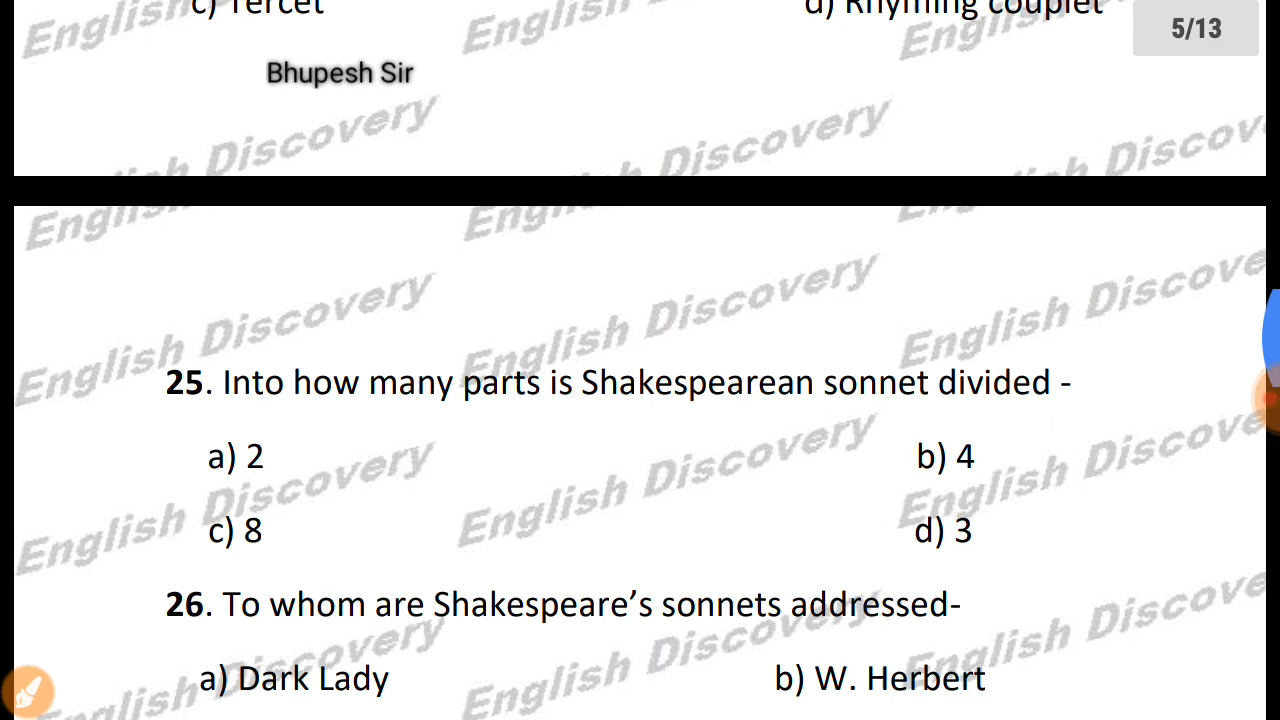 c) Tercet d) Rhyming couplet
5/13
Bhupesh Sir
25. Into how many parts is Shakespearean sonnet divided -
a) 2 b) 4
c) 8 d) 3
26. To whom are Shakespeare’s sonnets addressed-
a) Dark Lady b) W. Herbert
English Discovery